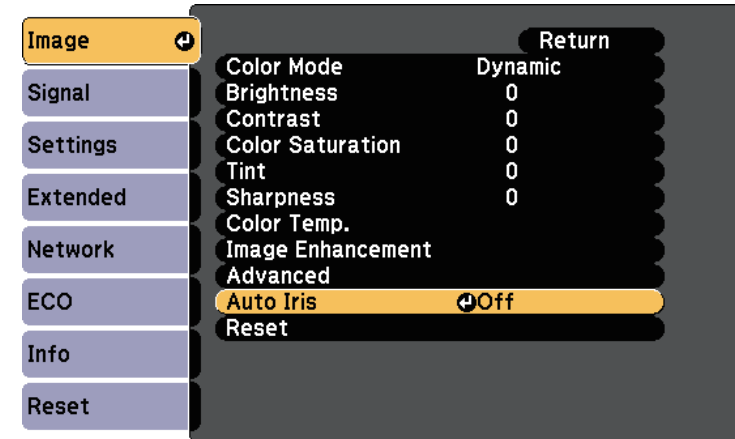 Image
Signal
Settings
Extended
Network
ECO
Info
Reset
Return
Color Mode Dynamic
Brightness 0
Contrast 0
Color Saturation 0
Tint 0
Sharpness 0
Color Temp.
Image Enhancement
Advanced
Auto Iris Off
Reset